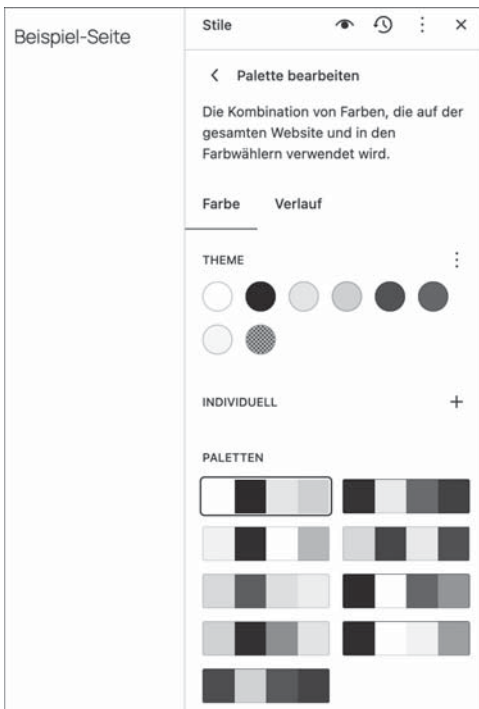 Beispiel-Seite
Stile
Palette bearbeiten
Die Kombination von Farben, die auf der
gesamten Website und in den
Farbwählern verwendet wird.
Farbe Verlauf
THEME
INDIVIDUELL
PALETTEN